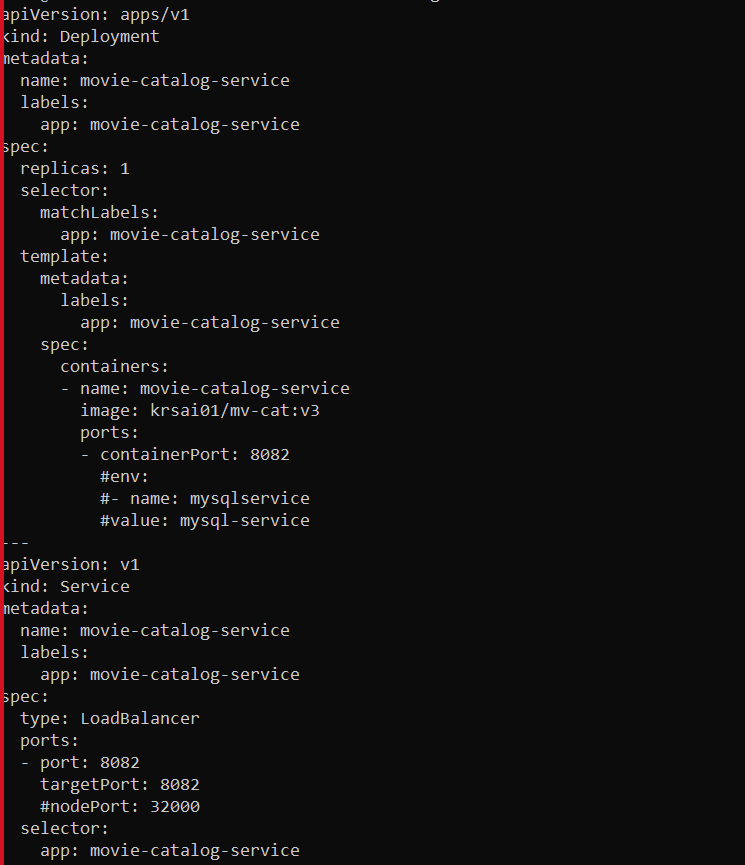 apiVersion: apps/v1
kind: Deployment
metadata:
  name: movie-catalog-service
  labels:
    app: movie-catalog-service
spec:
  replicas: 1
  selector:
    matchLabels:
      app: movie-catalog-service
  template:
    metadata:
      labels:
        app: movie-catalog-service
    spec:
      containers:
      - name: movie-catalog-service
        image: krsai01/mv-cat:v3
        ports:
        - containerPort: 8082
          #env:
          #- name: mysqlservice
          #value: mysql-service
---
apiVersion: v1
kind: Service
metadata:
  name: movie-catalog-service
  labels:
    app: movie-catalog-service
spec:
  type: LoadBalancer
  ports:
  - port: 8082
    targetPort: 8082
    #nodePort: 32000
  selector:
    app: movie-catalog-service